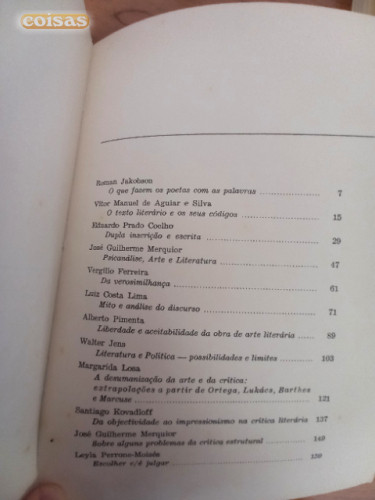 coisas
Roman Jakobson
O que fazem os poetas com as palavras 7
Vítor Manuel de Aguiar e Silva
O texto literário e os seus códigos 15
Eduardo Prado Coelho
Dupla inscrição e escrita 29
José Guilherme Merquior
Psicanálise, Arte e Literatura 47
Vergílio Ferreira
Da verosimilhança 61
Luiz Costa Lima
Mito e análise do discurso 71
Alberto Pimenta
Liberdade e aceitabilidade da obra de arte literária 89
Walter Jens
Literatura e Política — possibilidades e limites 103
Margarida Losa
A desumanização da arte e da crítica:
extrapolações a partir de Ortega, Lukács, Barthes
e Marcuse 121
Santiago Kovadloff
Da objectividade ao impressionismo na crítica literária 137
José Guilherme Merquior
Sobre alguns problemas da crítica estrutural 149
Leyla Perrone-Moisés
Escolher e/é julgar 159